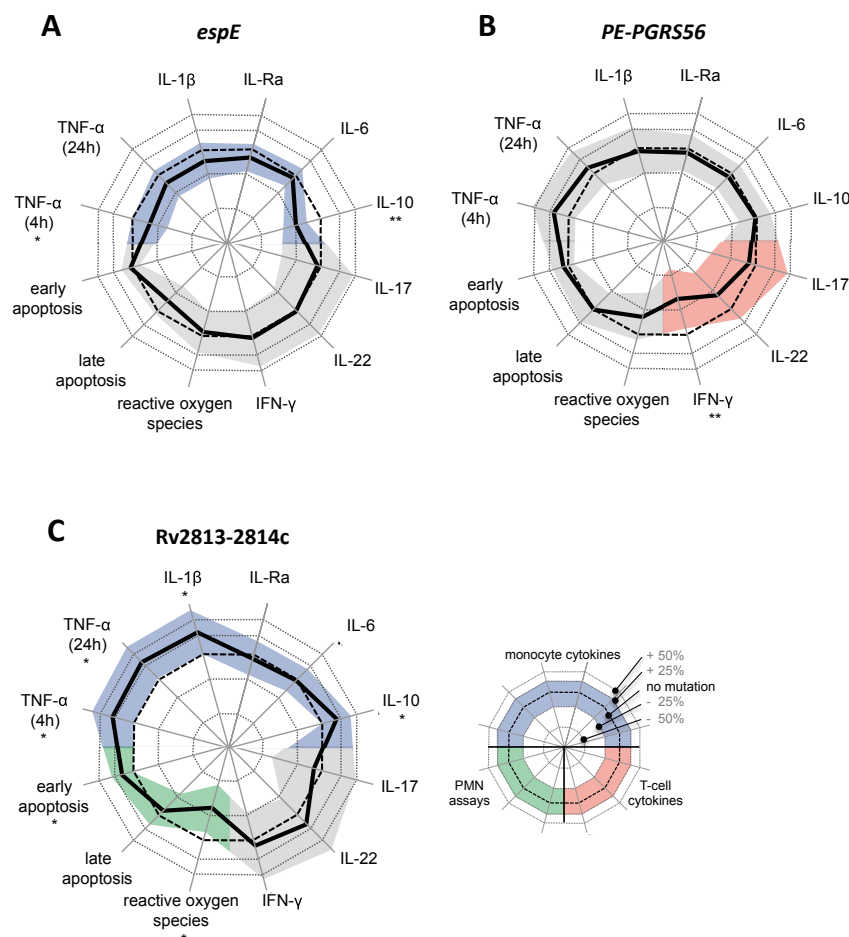 A
espE
IL-1β
IL-Ra
TNF-α
(24h)
IL-6
TNF-α
(4h)
*
IL-10
**
early
apoptosis
IL-17
late
apoptosis
IL-22
reactive oxygen
species
IFN-γ
B
PE-PGRS56
IL-1β
IL-Ra
TNF-α
(24h)
IL-6
TNF-α
(4h)
IL-10
early
apoptosis
IL-17
late
apoptosis
IL-22
reactive oxygen
species
IFN-γ
**
C
Rv2813-2814c
IL-1β
*
IL-Ra
TNF-α
(24h)
*
IL-6
TNF-α
(4h)
*
IL-10
*
early
apoptosis
*
IL-17
late
apoptosis
IL-22
reactive oxygen
species
*
IFN-γ
monocyte cytokines
+ 50%
+ 25%
no mutation
- 25%
- 50%
PMN
assays
T-cell
cytokines